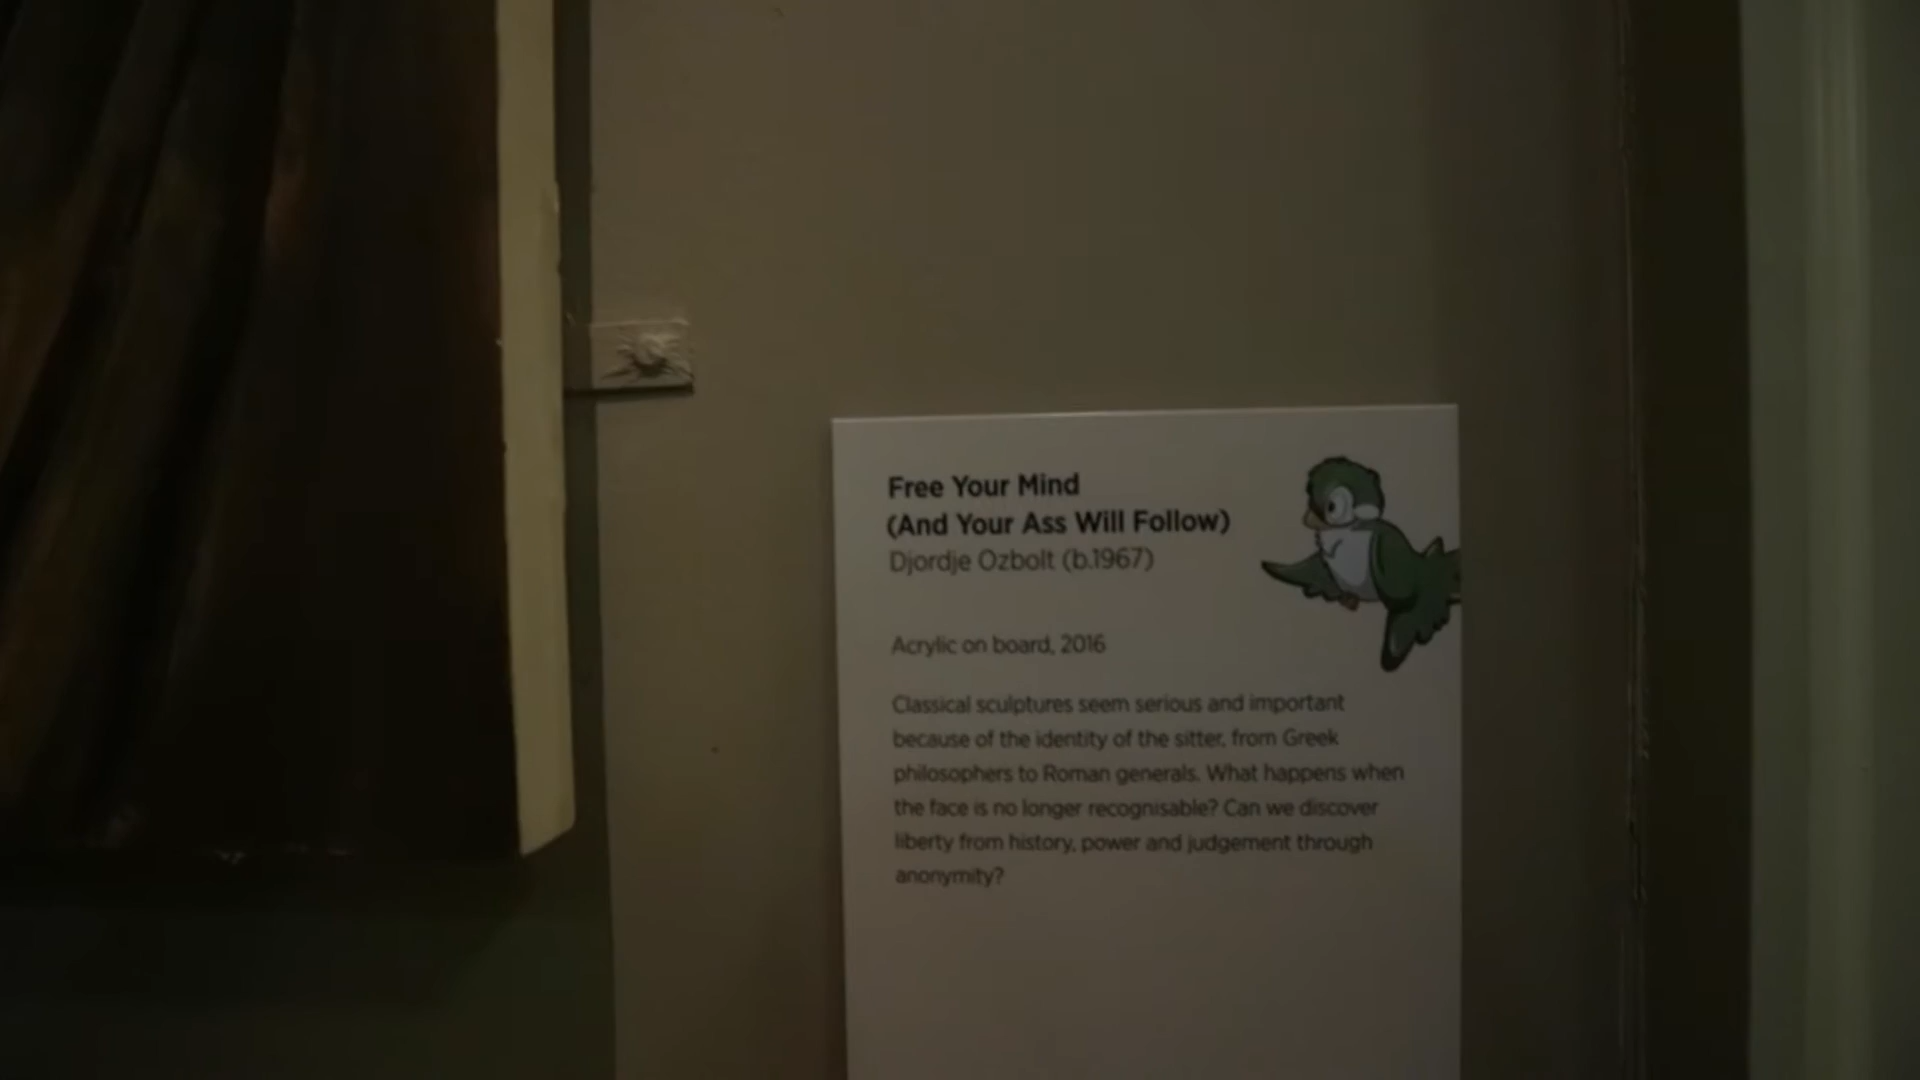 Free Your Mind
(And Your Ass Will Follow)
Djordje Ozbolt (b.1967)
Acrylic on board, 2016
Classical sculptures seem serious and important
because of the identity of the sitter, from Greek
philosophers to Roman generals. What happens when
the face is no longer recognisable? Can we discover
liberty from history, power and judgement through
anonymity?